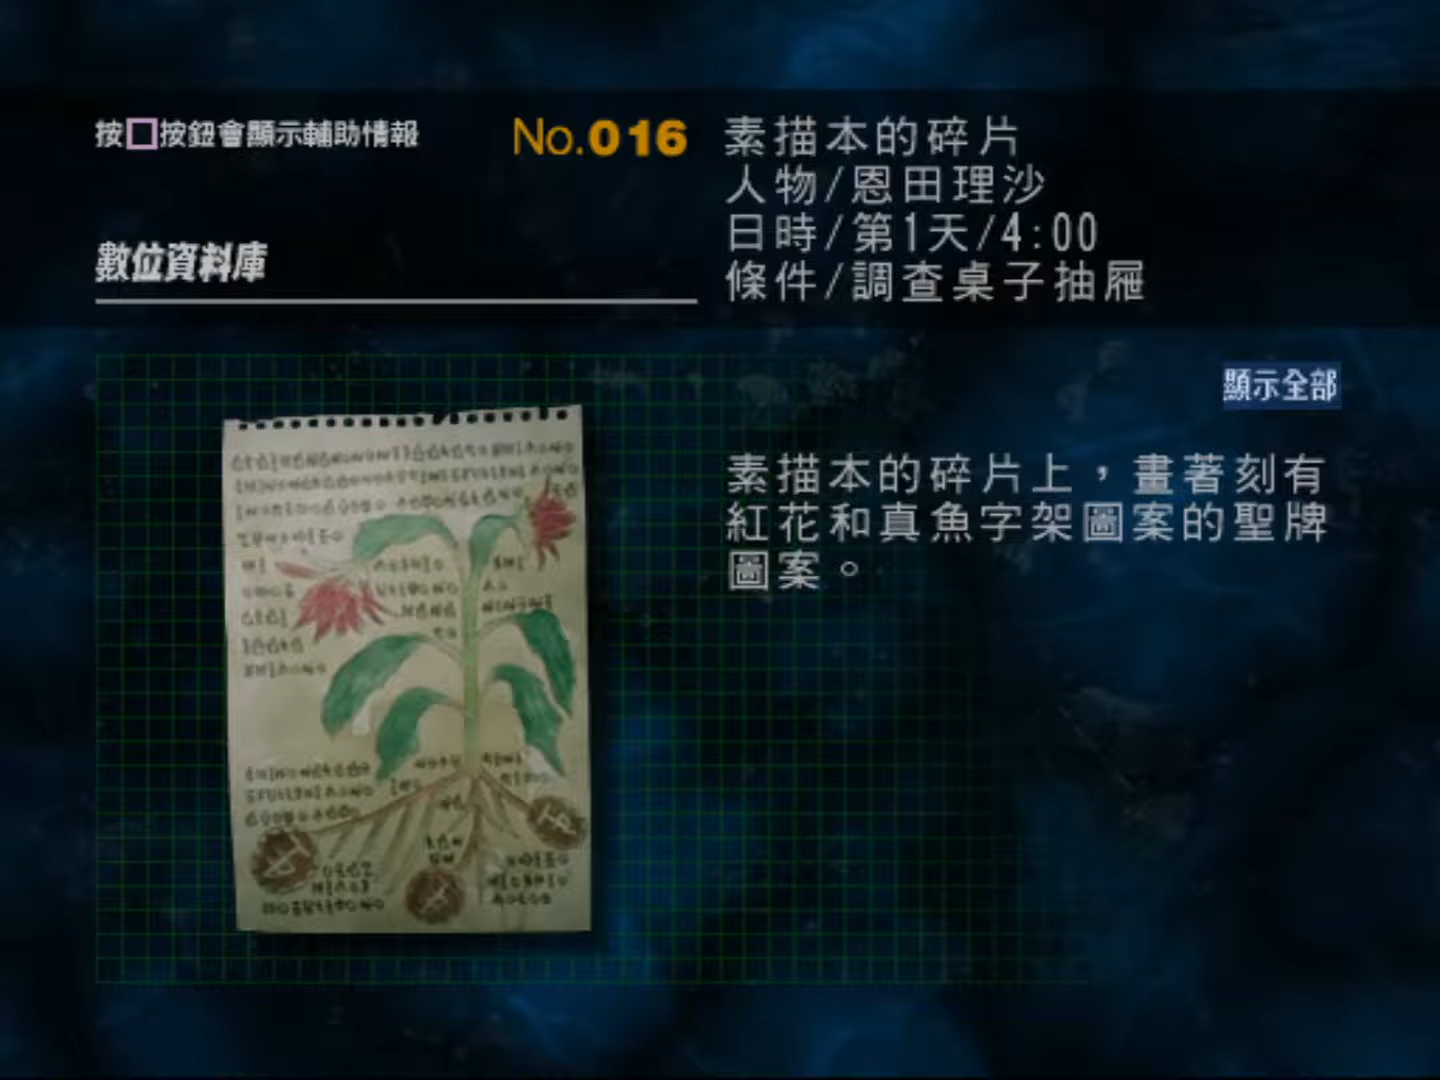 按□按鈕會顯示輔助情報
No.016
數位資料庫
素描本的碎片
人物/恩田理沙
日時/第1天/4:00
條件/調查桌子抽屜
顯示全部
素描本的碎片上，畫著刻有
紅花和真魚字架圖案的聖牌
圖案。